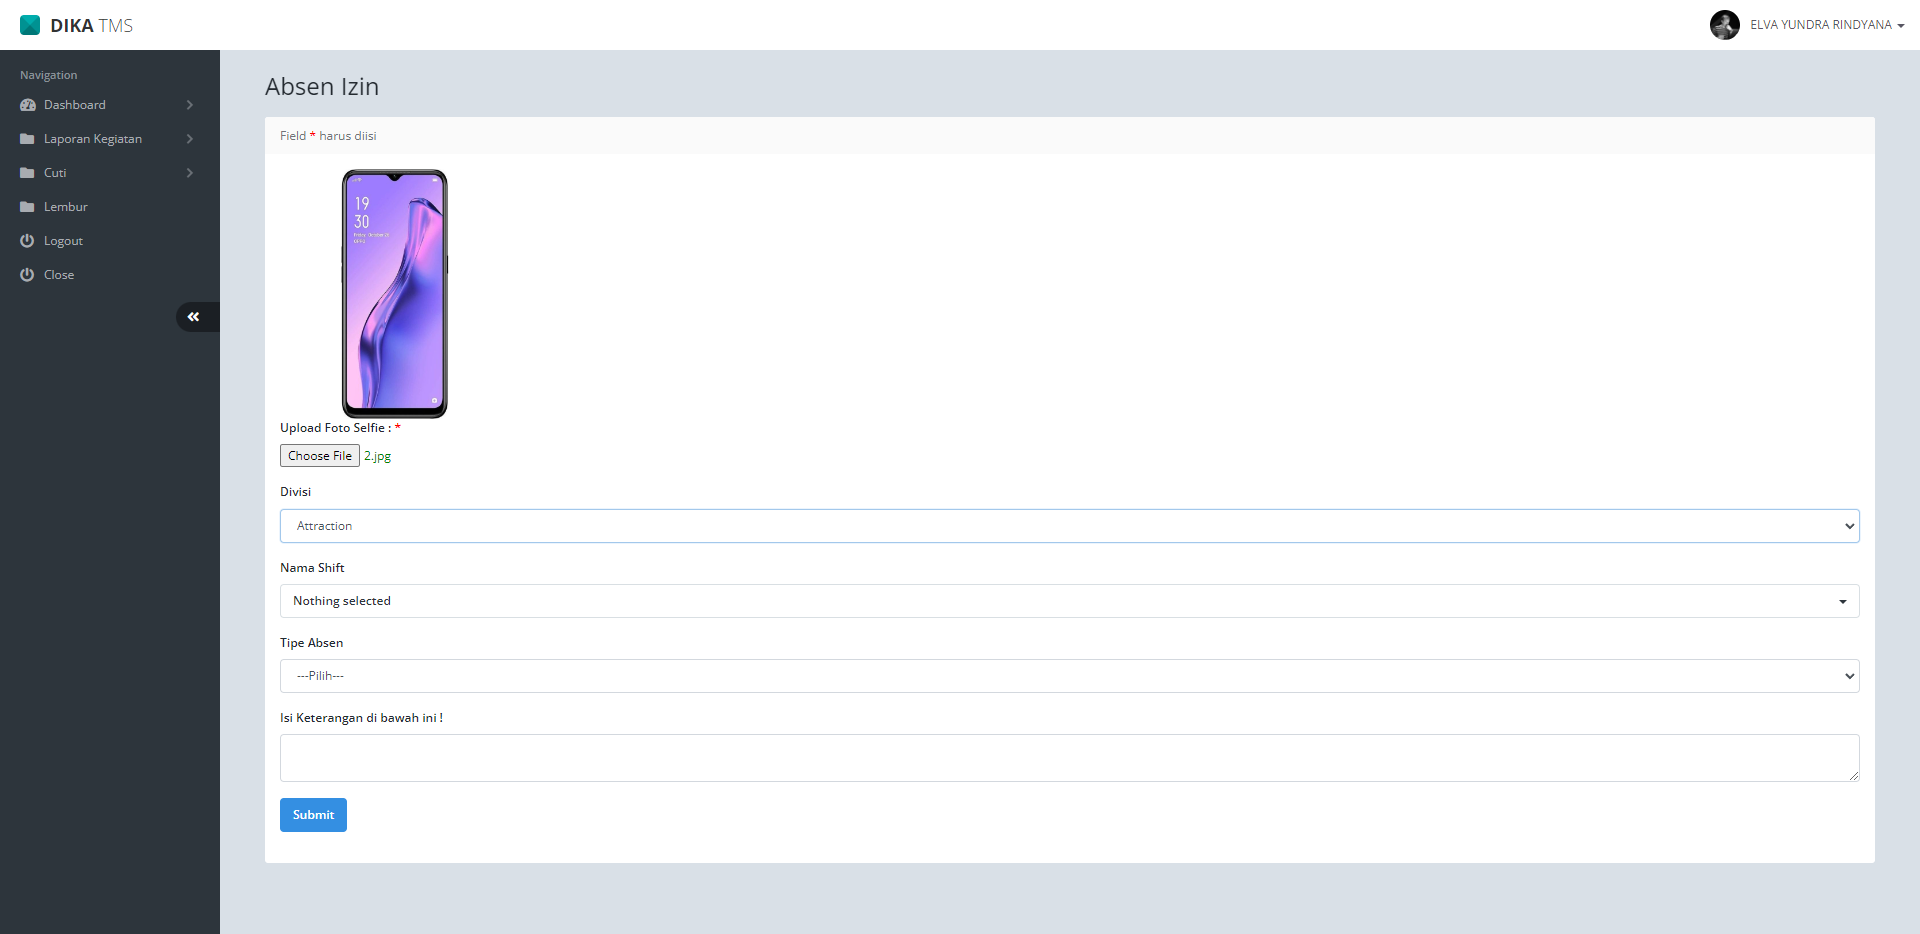 DIKA TMS
ELVA YUNDRA RINDYANA
Navigation
Dashboard
Laporan Kegiatan
Cuti
Lembur
Logout
Close
Absen Izin
Field * harus diisi
19
30
Upload Foto Selfie : *
Choose File 2.jpg
Divisi
Attraction
Nama Shift
Nothing selected
Tipe Absen
---Pilih---
Isi Keterangan di bawah ini !
Submit